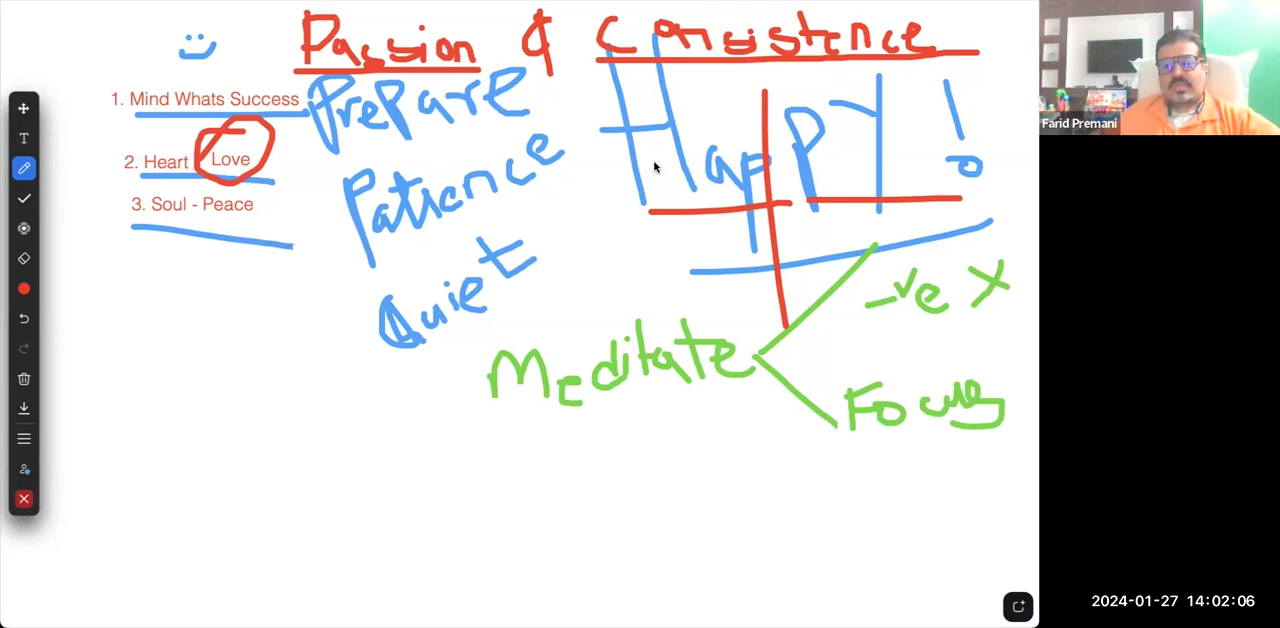 Passion & Consistence
1. Mind Whats Success
Prepare
Happy!
2. Heart Love
3. Soul - Peace
Patience
Quiet
-ve X
Meditate
Focus
Farid Premani
2024-01-27 14:02:06